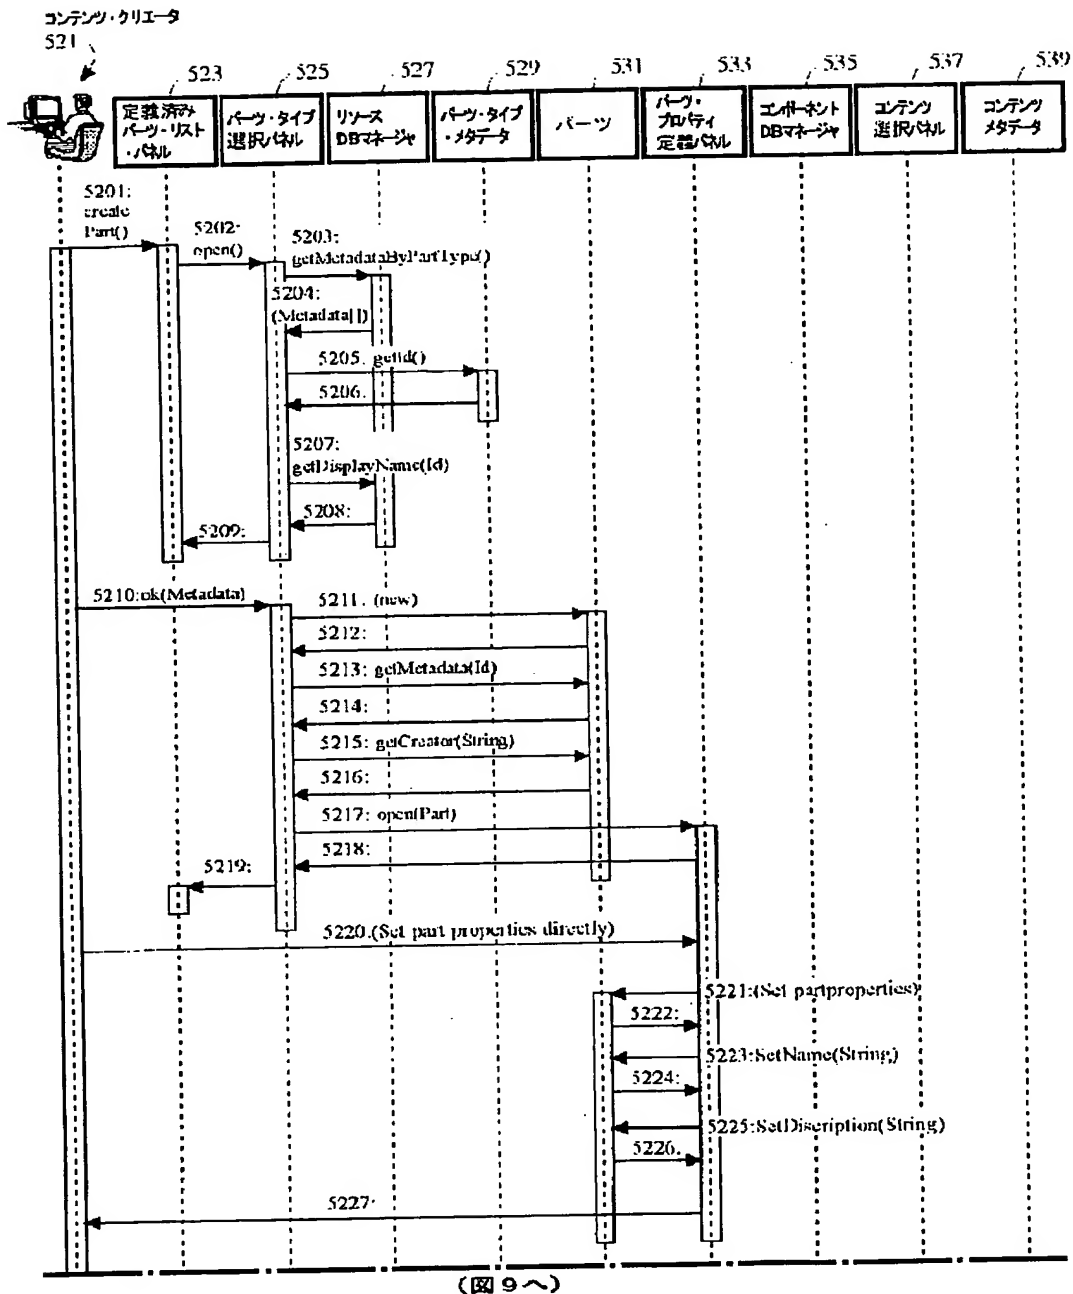 コンテンツ・クリエータ
521
523
525
527
529
531
533
535
537
539
定義済み
パーツ・リスト
・パネル
パーツ・タイプ
選択パネル
リソース
DBマネージャ
パーツ・タイプ
・メタデータ
パーツ
パーツ・
プロパティ
定義パネル
コンポーネント
DBマネージャ
コンテンツ
選択パネル
コンテンツ
メタデータ
5201:
create
Part()
5202:
open()
5203:
getMetadataByPartType()
5204:
(Metadata[])
5205. getId()
5206.
5207:
getDisplayName(Id)
5208:
5209:
5210:ok(Metadata)
5211. (new)
5212:
5213: getMetadata(Id)
5214:
5215: getCreator(String)
5216:
5217: open(Part)
5218:
5219:
5220.(Set part properties directly)
5221:(Set partproperties)
5222:
5223:SetName(String)
5224:
5225:SetDiscription(String)
5226.
5227:
(図9へ)